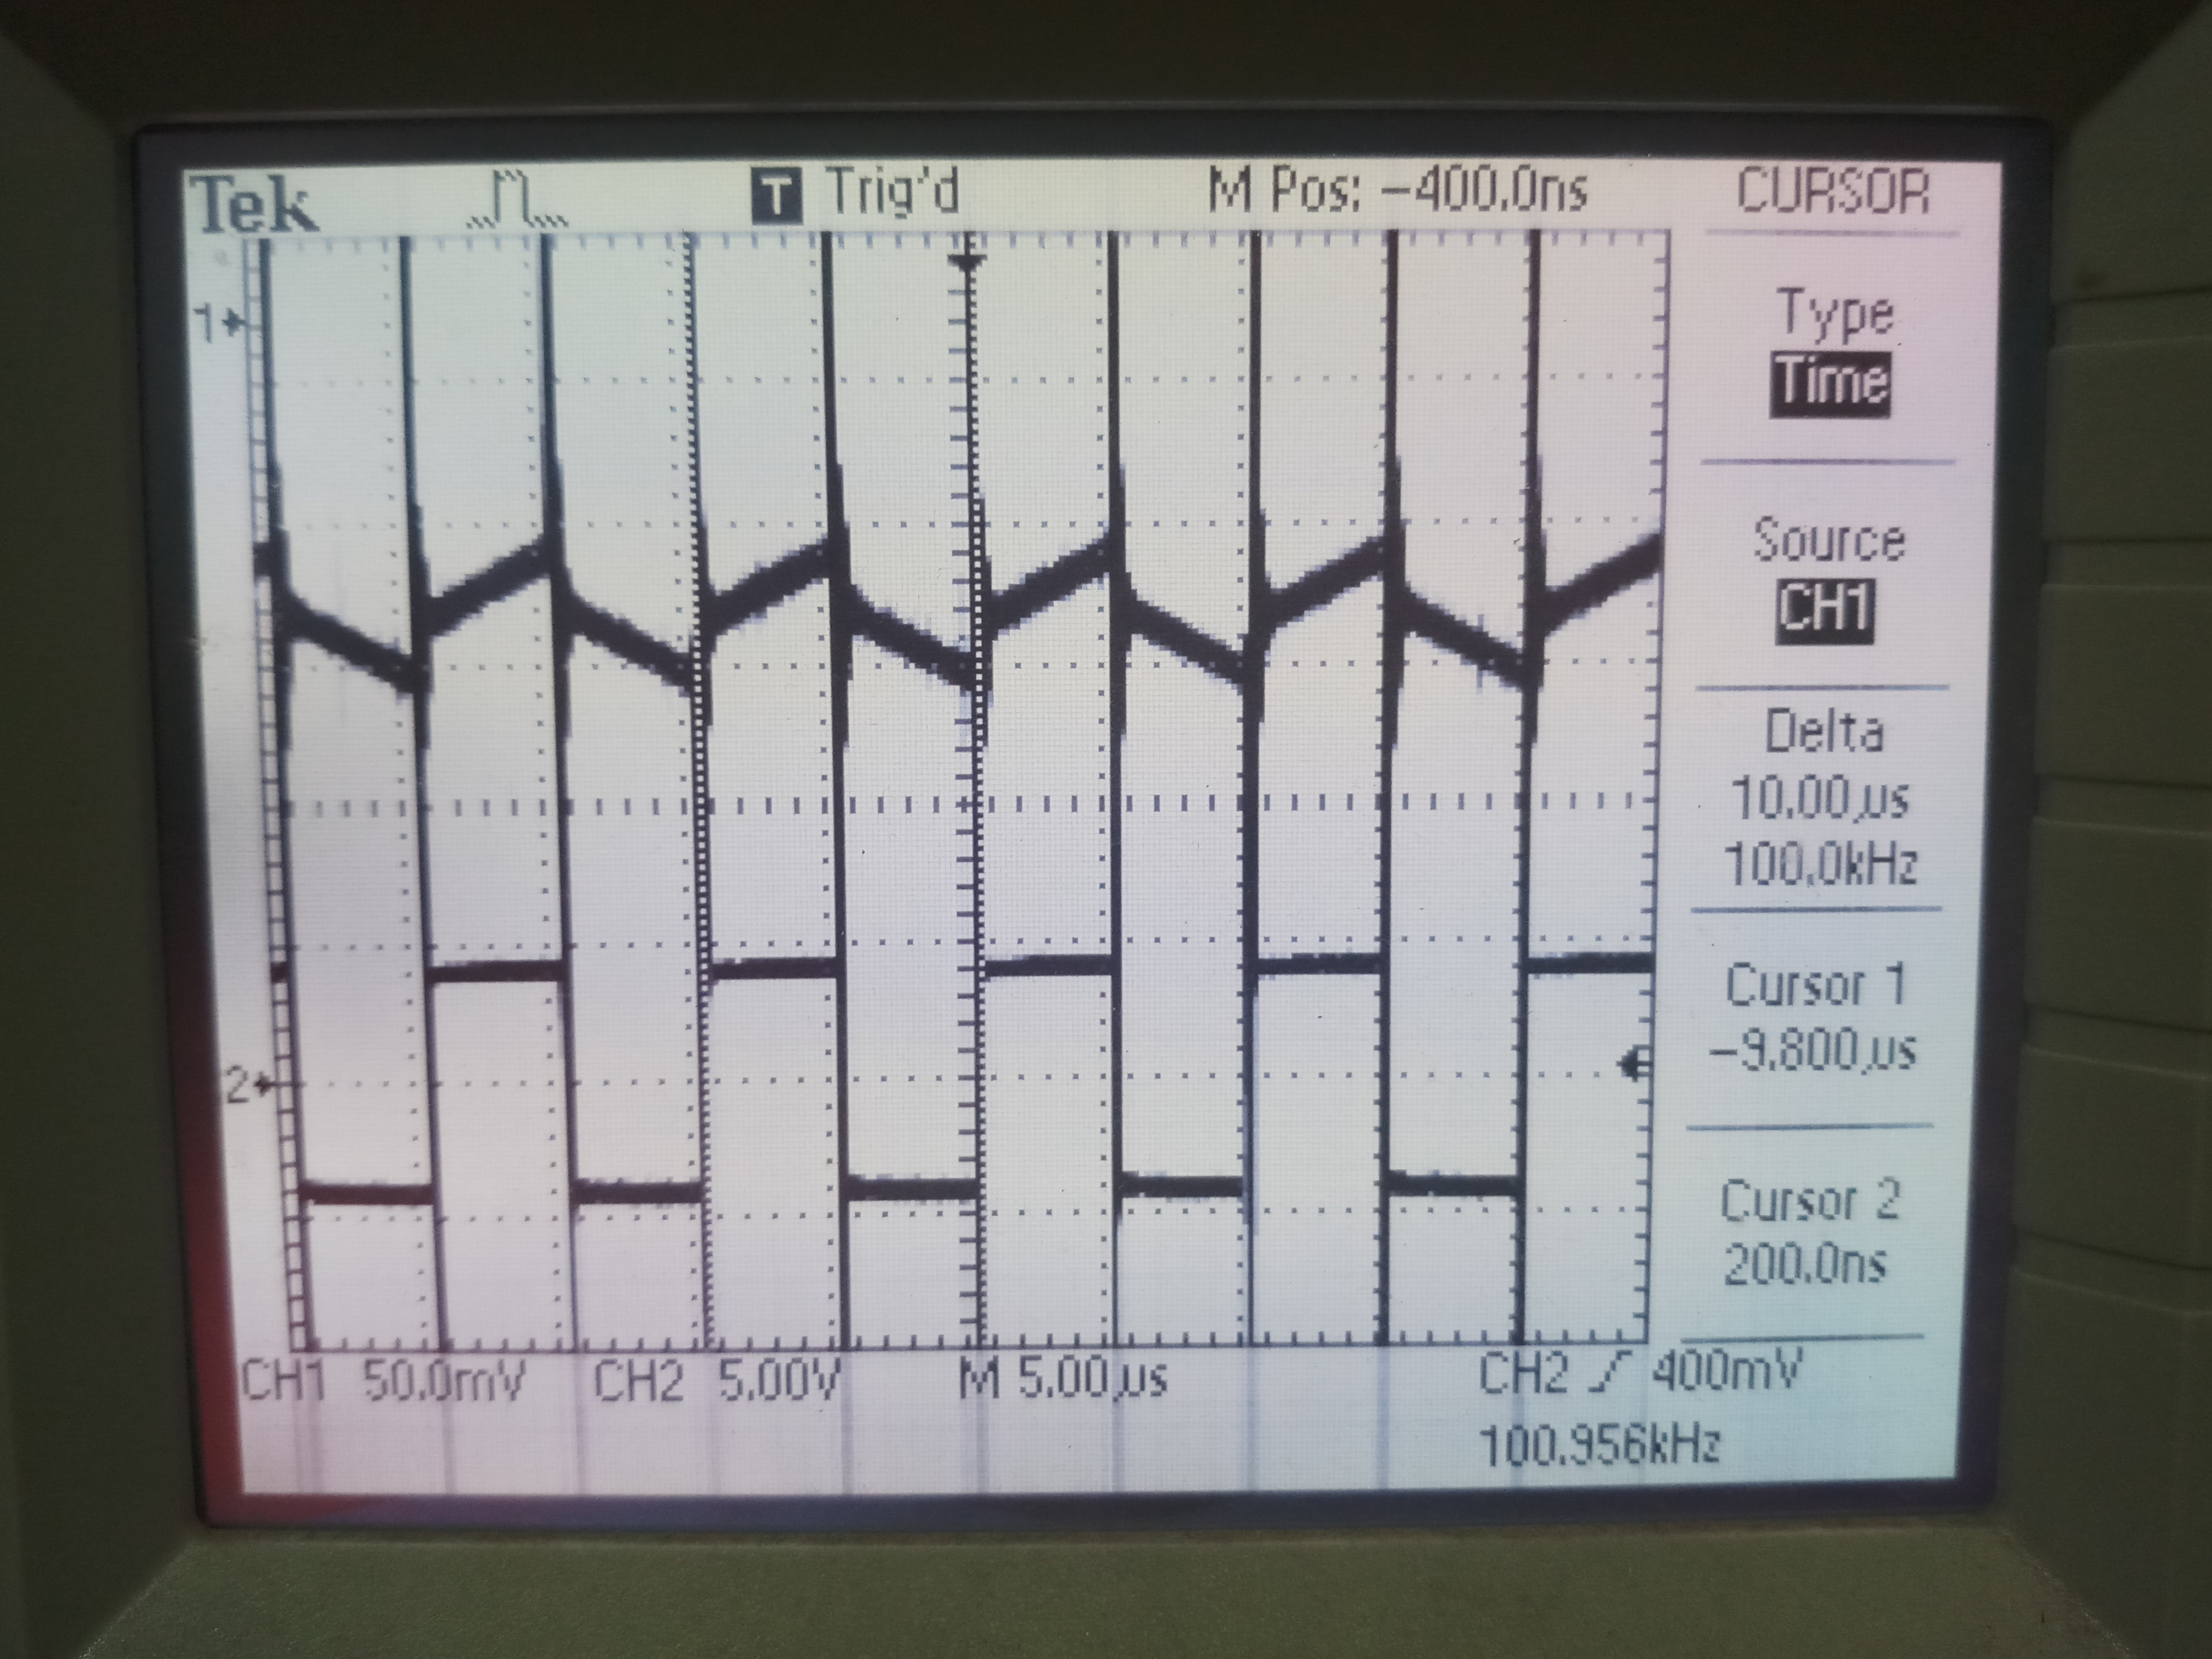 Tek T Trig'd M Pos: -400.0ns CURSOR
1
Type
Time
Source
CH1
Delta
10.00µs
100.0kHz
Cursor 1
-9.800µs
2
Cursor 2
200.0ns
CH1 50.0mV CH2 5.00V M 5.00µs CH2 400mV
100.956kHz